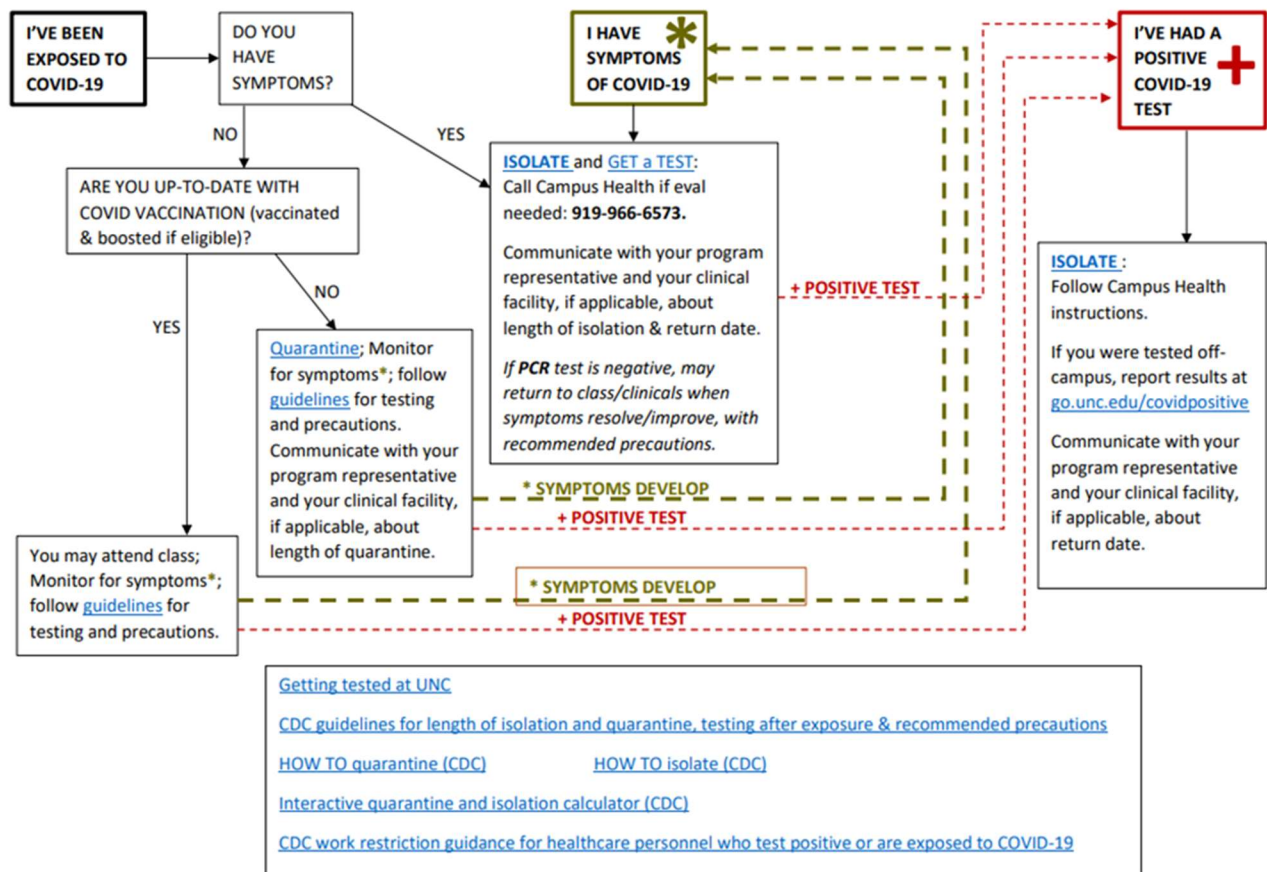 I'VE BEEN
EXPOSED TO
COVID-19
DO YOU
HAVE
SYMPTOMS?
I HAVE
SYMPTOMS
OF COVID-19
*
I'VE HAD A
POSITIVE
COVID-19
TEST
+
NO
YES
ARE YOU UP-TO-DATE WITH
COVID VACCINATION (vaccinated
& boosted if eligible)?
ISOLATE and GET a TEST:
Call Campus Health if eval
needed: 919-966-6573.
Communicate with your program
representative and your clinical
facility, if applicable, about
length of isolation & return date.
If PCR test is negative, may
return to class/clinicals when
symptoms resolve/improve, with
recommended precautions.
+ POSITIVE TEST
ISOLATE :
Follow Campus Health
instructions.
If you were tested off-
campus, report results at
go.unc.edu/covidpositive
Communicate with your
program representative
and your clinical facility,
if applicable, about
return date.
YES
NO
Quarantine; Monitor
for symptoms*; follow
guidelines for testing
and precautions.
Communicate with your
program representative
and your clinical facility,
if applicable, about
length of quarantine.
* SYMPTOMS DEVELOP
+ POSITIVE TEST
You may attend class;
Monitor for symptoms*;
follow guidelines for
testing and precautions.
* SYMPTOMS DEVELOP
+ POSITIVE TEST
Getting tested at UNC
CDC guidelines for length of isolation and quarantine, testing after exposure & recommended precautions
HOW TO quarantine (CDC) HOW TO isolate (CDC)
Interactive quarantine and isolation calculator (CDC)
CDC work restriction guidance for healthcare personnel who test positive or are exposed to COVID-19